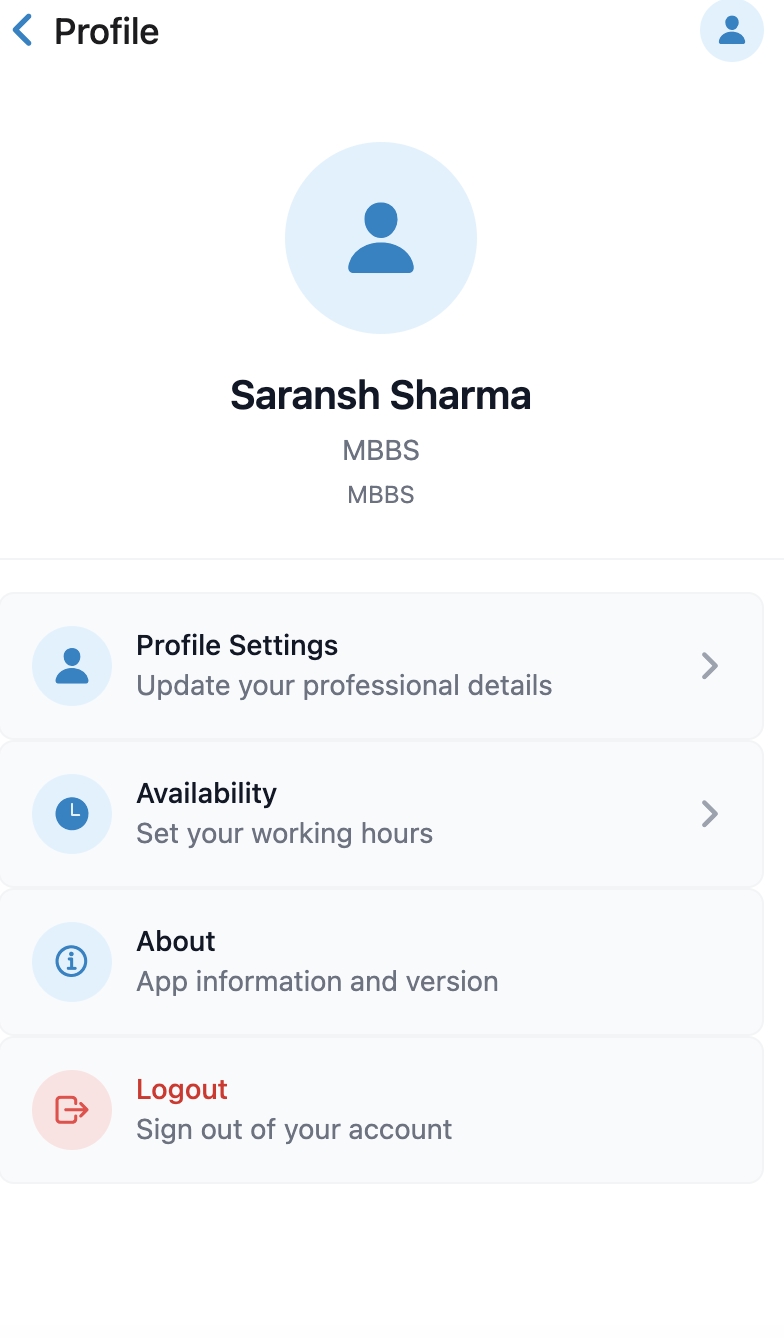 Profile
Saransh Sharma
MBBS
MBBS
Profile Settings
Update your professional details
Availability
Set your working hours
About
App information and version
Logout
Sign out of your account